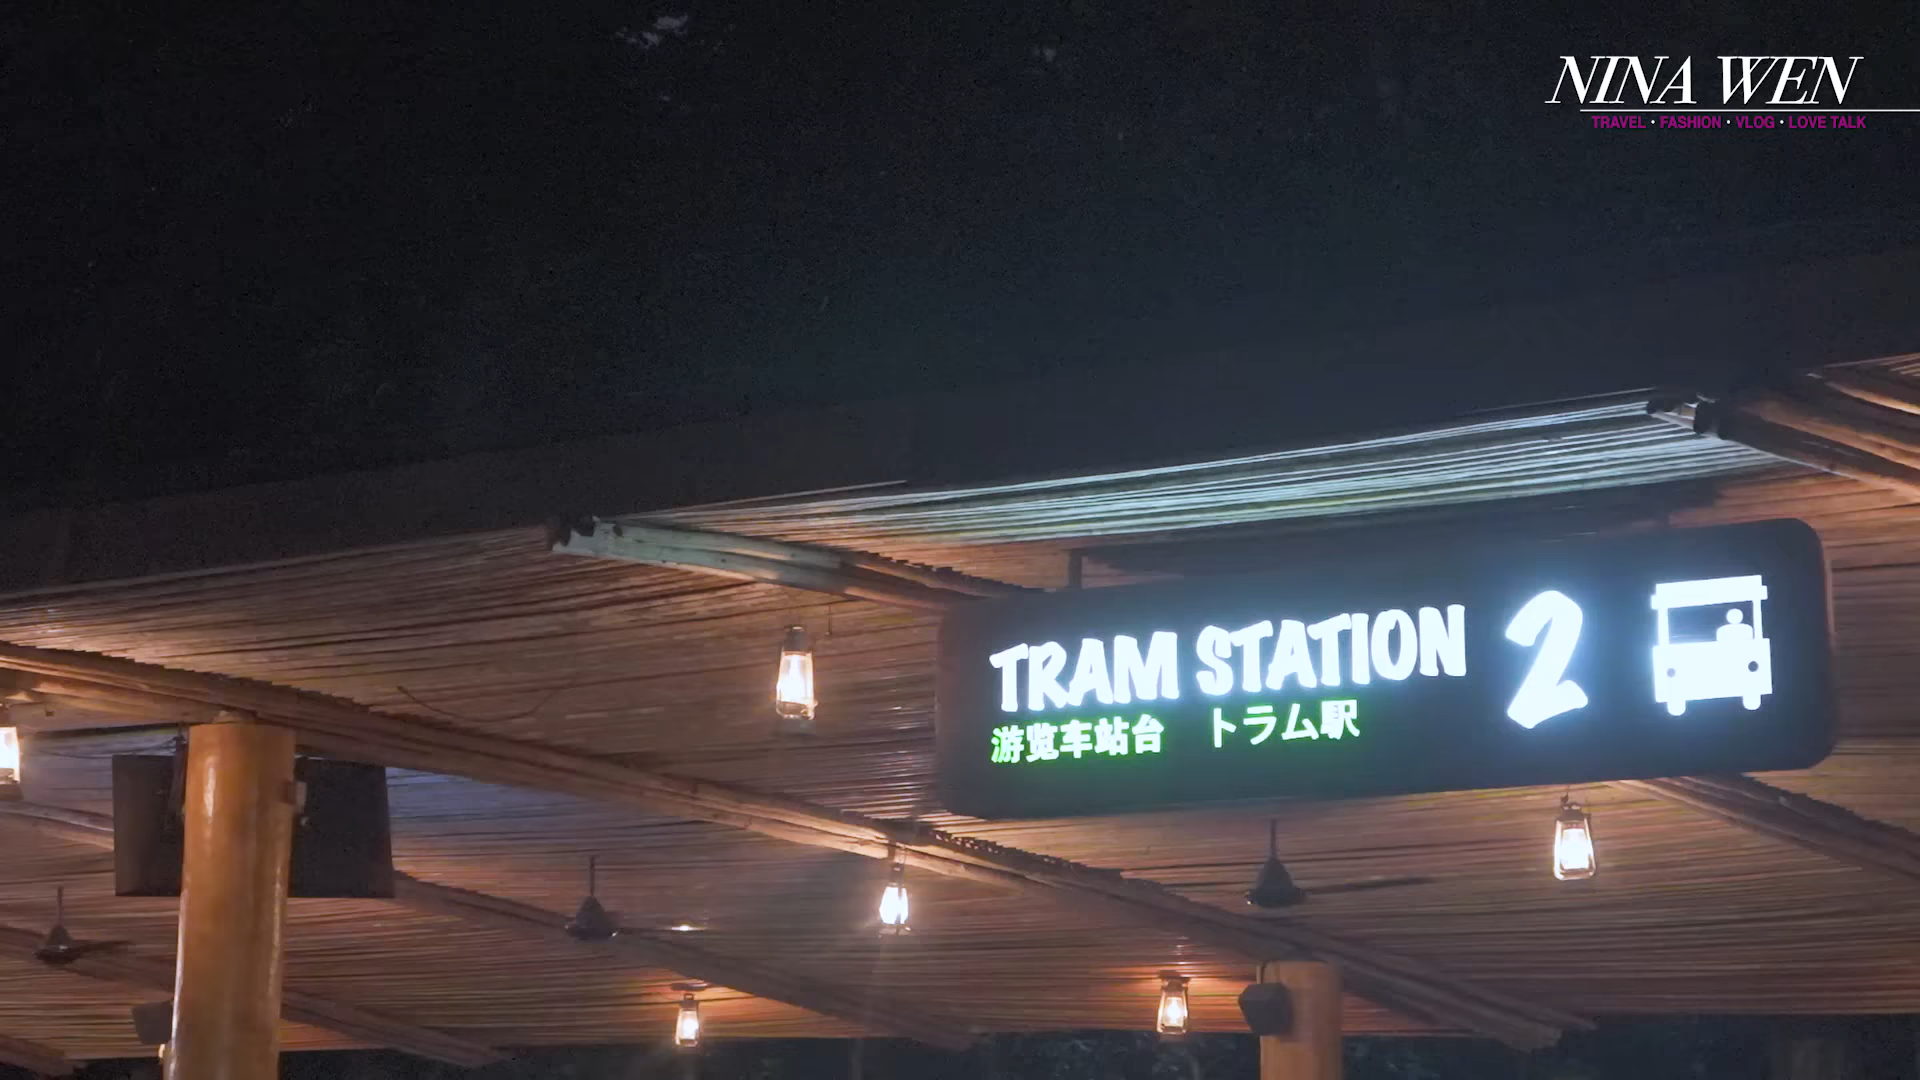 NINA WEN
TRAVEL • FASHION • VLOG • LOVE TALK
TRAM STATION 2
游览车站台 トラム駅